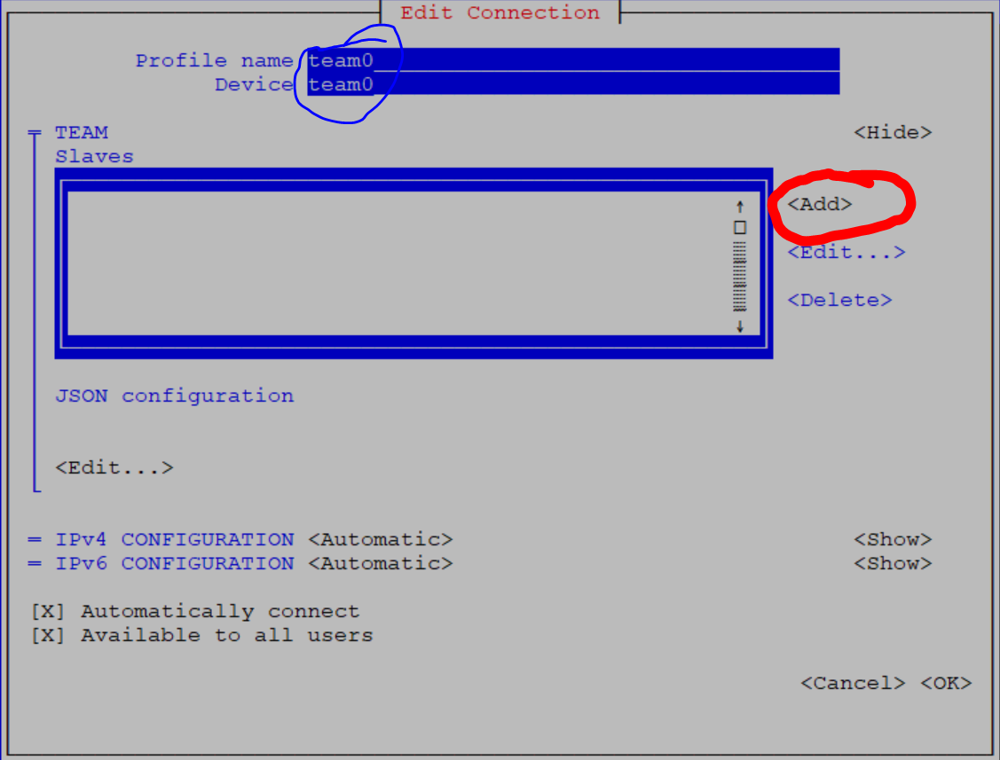 Edit Connection
Profile name team0
Device team0
TEAM <Hide>
Slaves
<Add>
<Edit...>
<Delete>
JSON configuration
<Edit...>
= IPv4 CONFIGURATION <Automatic> <Show>
= IPv6 CONFIGURATION <Automatic> <Show>
[X] Automatically connect
[X] Available to all users
<Cancel> <OK>